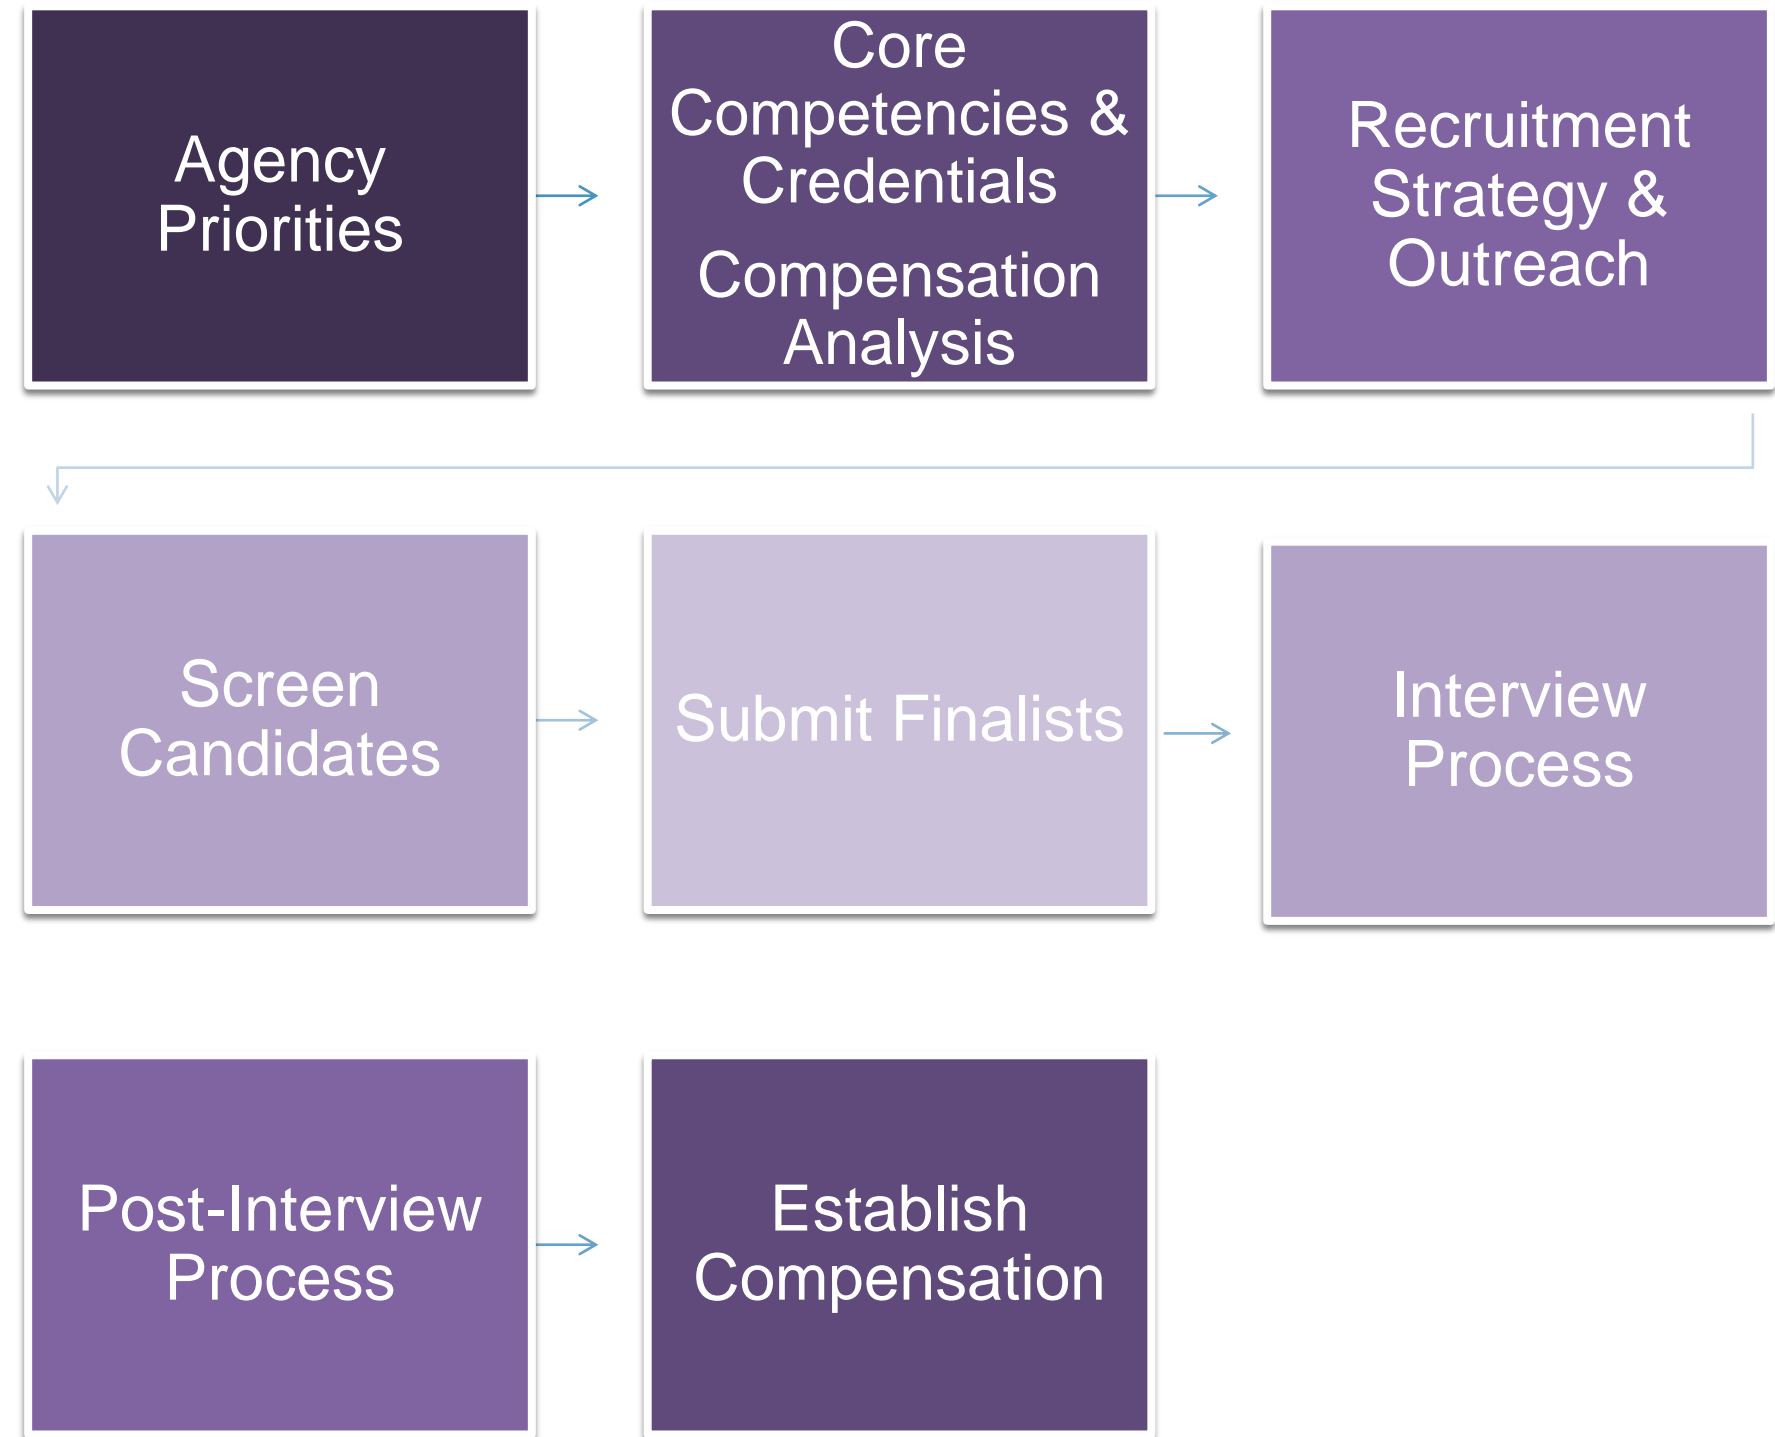 Agency
Priorities
Core
Competencies &
Credentials
Compensation
Analysis
Recruitment
Strategy &
Outreach
Screen
Candidates
Submit Finalists
Interview
Process
Post-Interview
Process
Establish
Compensation